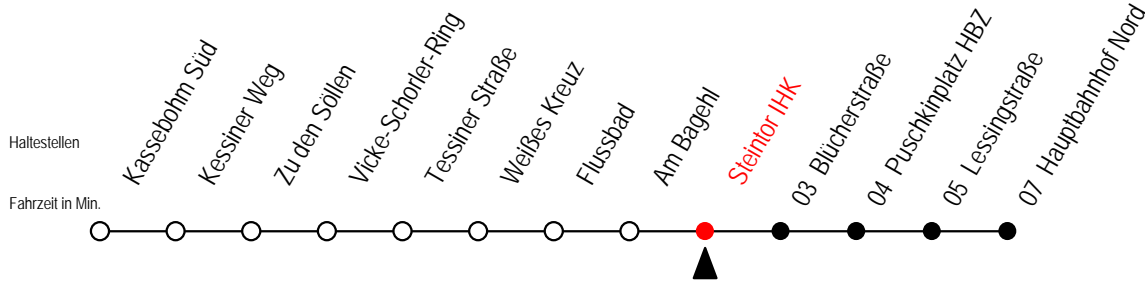 Haltestellen
Fahrzeit in Min.
Kassebohm Süd
Kessiner Weg
Zu den Söllen
Vicke-Schorler-Ring
Tessiner Straße
Weißes Kreuz
Flussbad
Am Bagehl
Steintor IHK
03 Blücherstraße
04 Puschkinplatz HBZ
05 Lessingstraße
07 Hauptbahnhof Nord